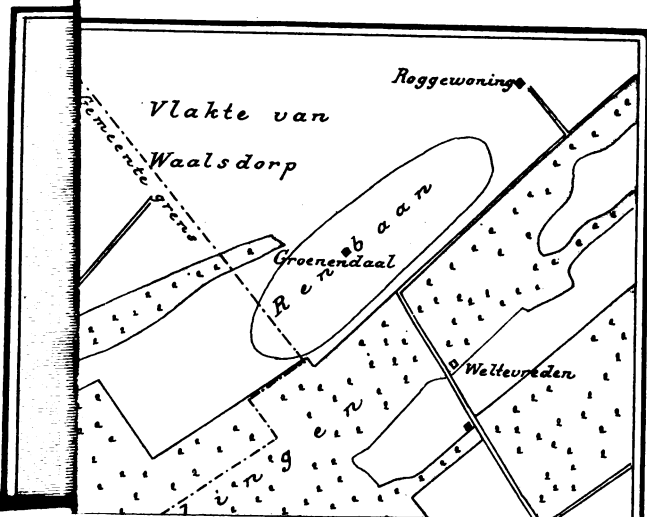 Roggewoning
Vlakte van
Waalsdorp
Gemeente grens
Renbaan
Groenendaal
Weltevreden
ingen